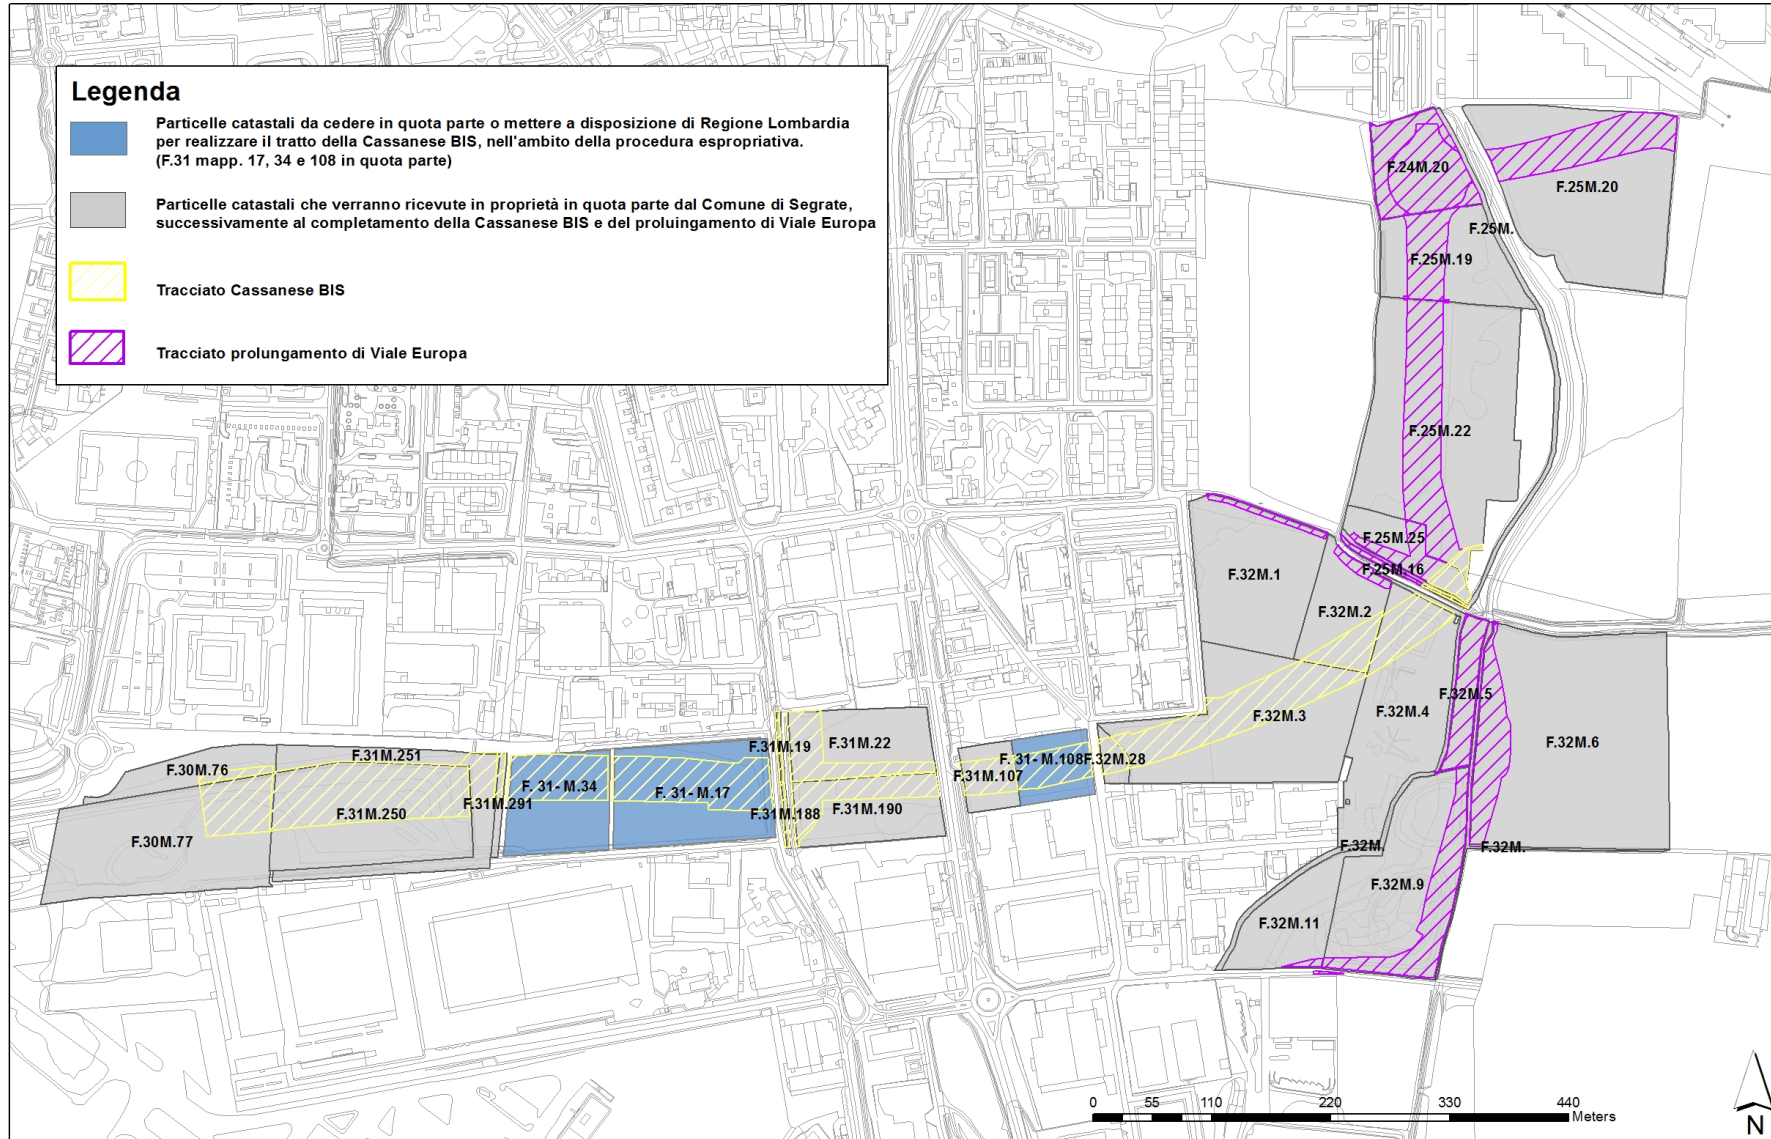 Legenda
Particelle catastali da cedere in quota parte o mettere a disposizione di Regione Lombardia
per realizzare il tratto della Cassanese BIS, nell'ambito della procedura espropriativa.
(F.31 mapp. 17, 34 e 108 in quota parte)
Particelle catastali che verranno ricevute in proprietà in quota parte dal Comune di Segrate,
successivamente al completamento della Cassanese BIS e del proluingamento di Viale Europa
Tracciato Cassanese BIS
Tracciato prolungamento di Viale Europa
F.24M.20
F.25M.20
F.25M.
F.25M.19
F.25M.22
F.25M.25
F.25M.16
F.32M.1
F.32M.2
F.32M.3
F.32M.4
F.32M.5
F.32M.6
F.31M.19
F.31M.22
F.31M.251
F.30M.76
F.31M.107
F. 31- M.108
F.32M.28
F. 31- M.34
F. 31- M.17
F.31M.291
F.31M.250
F.31M.188
F.31M.190
F.30M.77
F.32M.
F.32M.
F.32M.9
F.32M.11
0 55 110 220 330 440
Meters
N